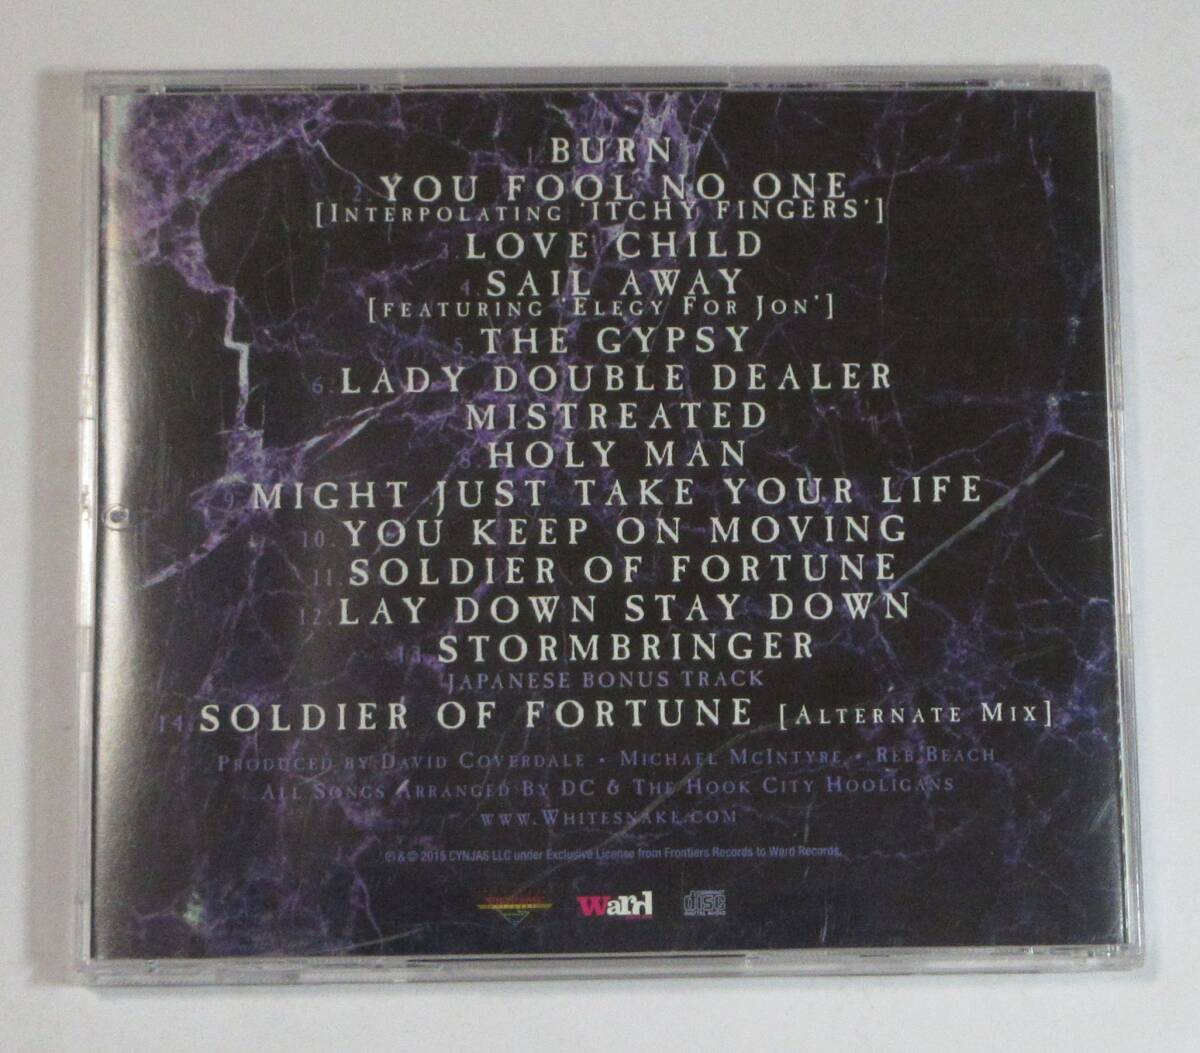 1. BURN
2. YOU FOOL NO ONE
[INTERPOLATING 'ITCHY FINGERS']
LOVE CHILD
4. SAIL AWAY
[FEATURING 'ELEGY FOR JON']
5. THE GYPSY
6. LADY DOUBLE DEALER
MISTREATED
8. HOLY MAN
9. MIGHT JUST TAKE YOUR LIFE
10. YOU KEEP ON MOVING
11. SOLDIER OF FORTUNE
12. LAY DOWN STAY DOWN
13. STORMBRINGER
JAPANESE BONUS TRACK
14. SOLDIER OF FORTUNE [ALTERNATE MIX]
PRODUCED BY DAVID COVERDALE • MICHAEL MCINTYRE • REB BEACH
ALL SONGS ARRANGED BY DC & THE HOOK CITY HOOLIGANS
WWW.WHITESNAKE.COM
℗ & © 2015 CYNJAS LLC under Exclusive License from Frontiers Records to Ward Records.
ward
COMPACT disc DIGITAL AUDIO